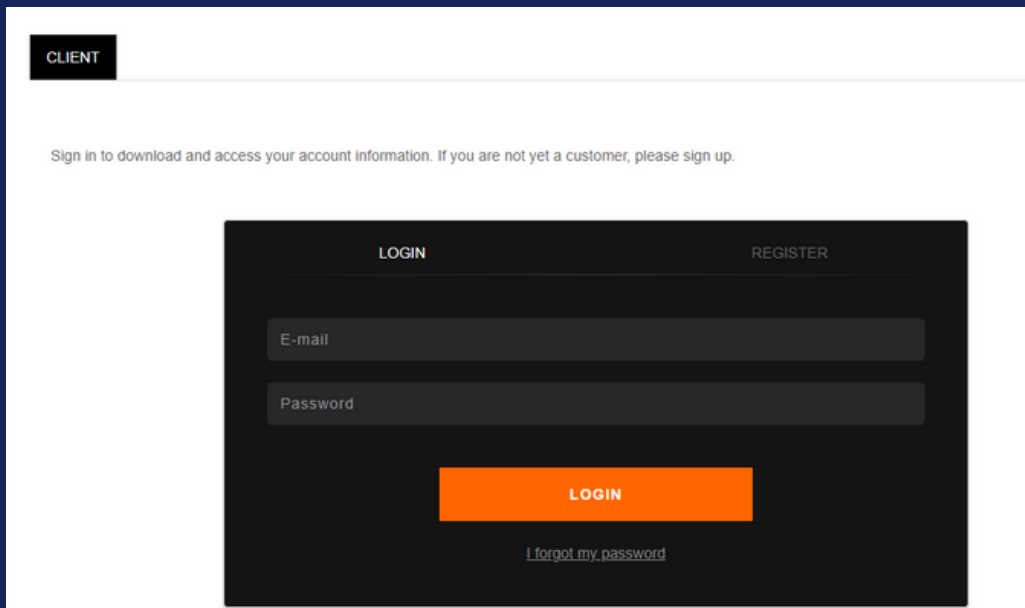 CLIENT
Sign in to download and access your account information. If you are not yet a customer, please sign up.
LOGIN REGISTER
E-mail
Password
LOGIN
I forgot my password